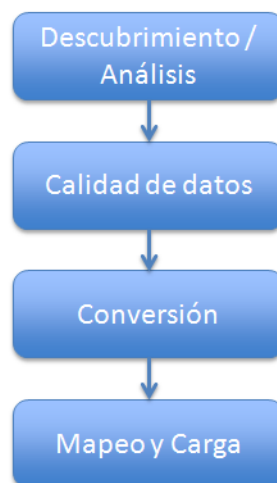 Descubrimiento /
Análisis
Calidad de datos
Conversión
Mapeo y Carga